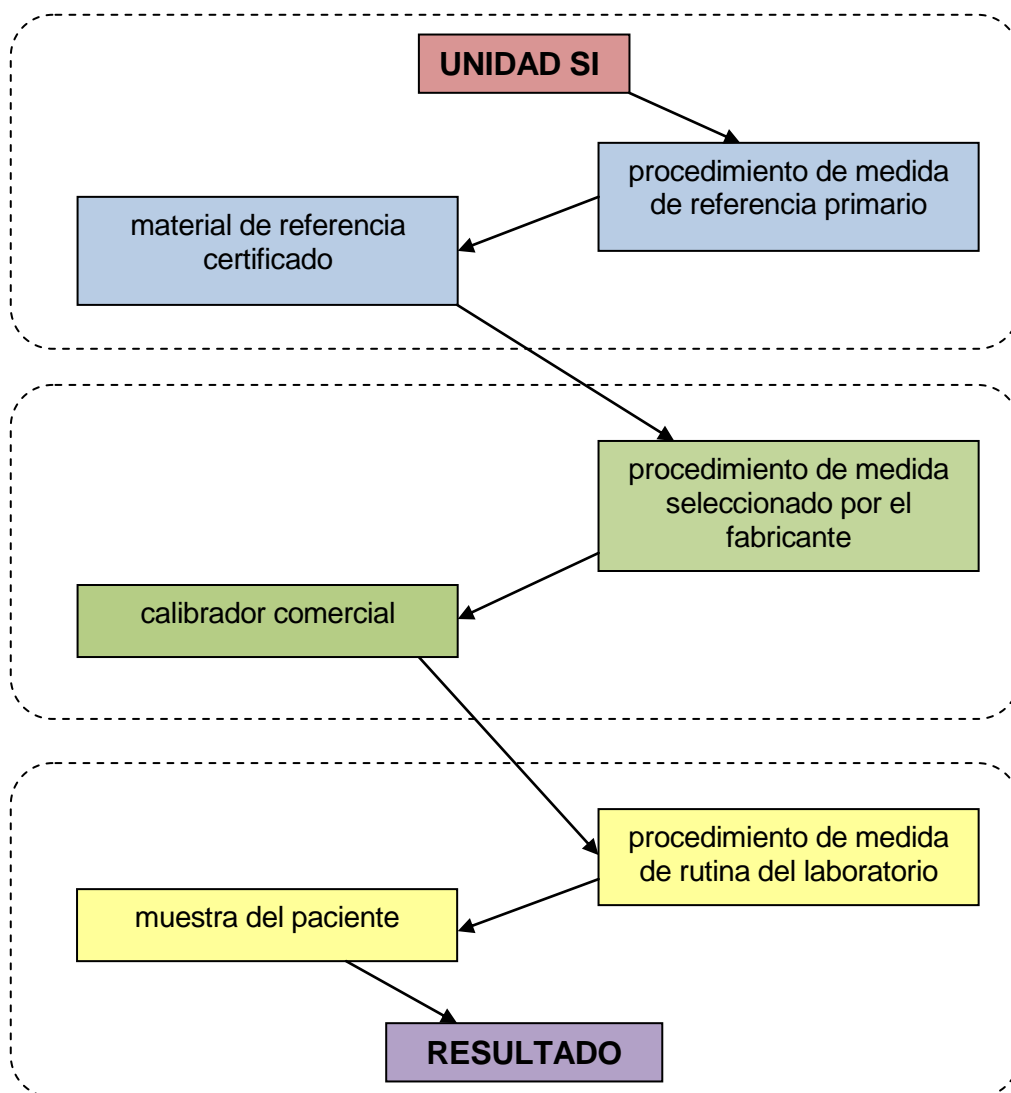 UNIDAD SI
procedimiento de medida
de referencia primario
material de referencia
certificado
procedimiento de medida
seleccionado por el
fabricante
calibrador comercial
procedimiento de medida
de rutina del laboratorio
muestra del paciente
RESULTADO